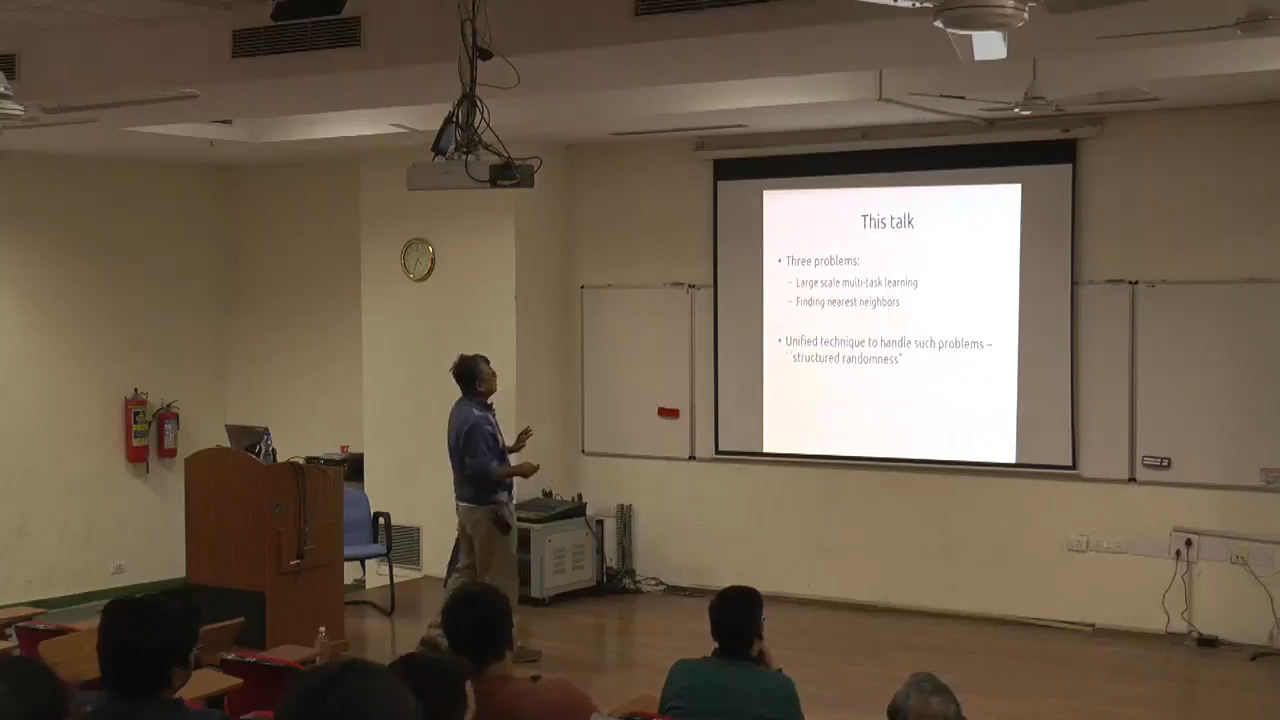 This talk
• Three problems:
– Large scale multi-task learning
– Finding nearest neighbors
• Unified technique to handle such problems –
``structured randomness"